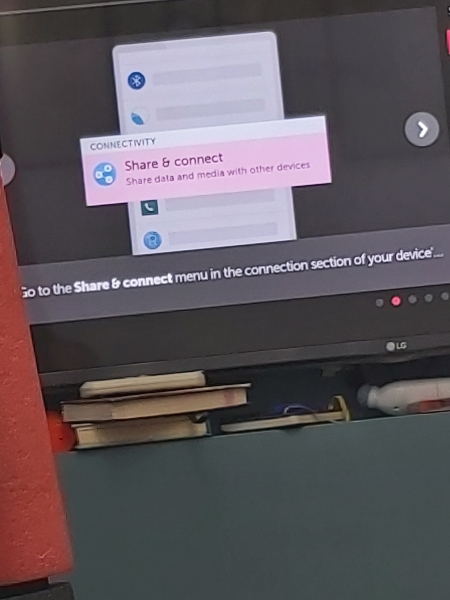 CONNECTIVITY
Share & connect
Share data and media with other devices
Go to the Share & connect menu in the connection section of your device'...
LG